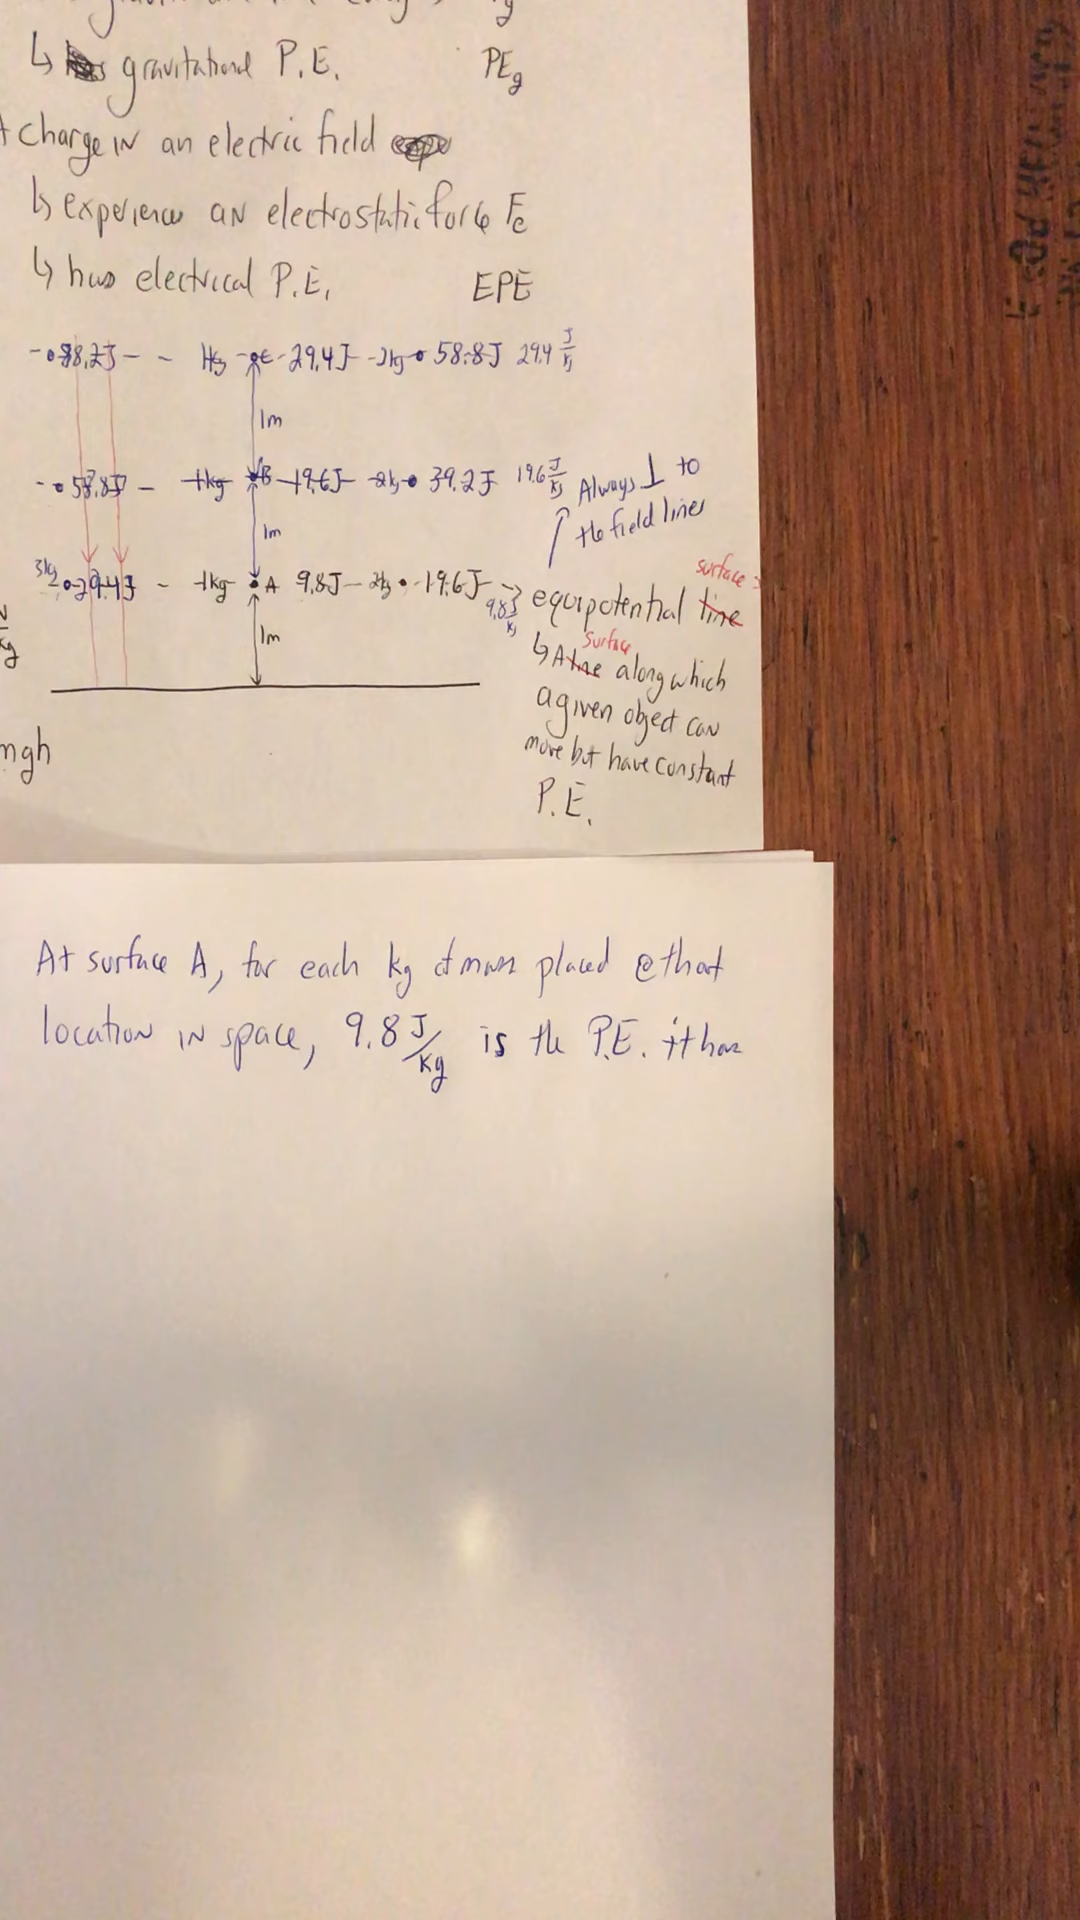 ↳ gravitational P.E. PEg
charge in an electric field
↳ experiences an electrostatic force Fe
↳ has electrical P.E. EPE
88.2J 1kg C 29.4J 2kg 58.8J 29.4 J/kg
1m
58.8J 1kg B 19.6J 2kg 39.2J 19.6 J/kg
Always ⊥ to
the field lines
1m
3kg 29.4J 1kg A 9.8J 2kg 19.6J 9.8 J/kg
equipotential line surface
1m
↳ A line surface along which
a given object can
move but have constant
P.E.
kg
mgh
At surface A, for each kg of mass placed @ that
location in space, 9.8 J/kg is the P.E. it has